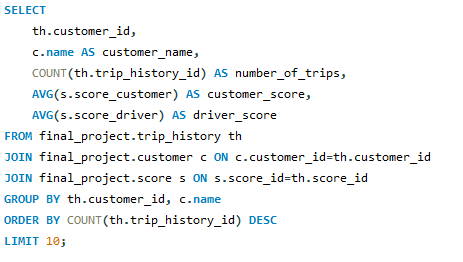 SELECT
    th.customer_id,
    c.name AS customer_name,
    COUNT(th.trip_history_id) AS number_of_trips,
    AVG(s.score_customer) AS customer_score,
    AVG(s.score_driver) AS driver_score
FROM final_project.trip_history th
JOIN final_project.customer c ON c.customer_id=th.customer_id
JOIN final_project.score s ON s.score_id=th.score_id
GROUP BY th.customer_id, c.name
ORDER BY COUNT(th.trip_history_id) DESC
LIMIT 10;